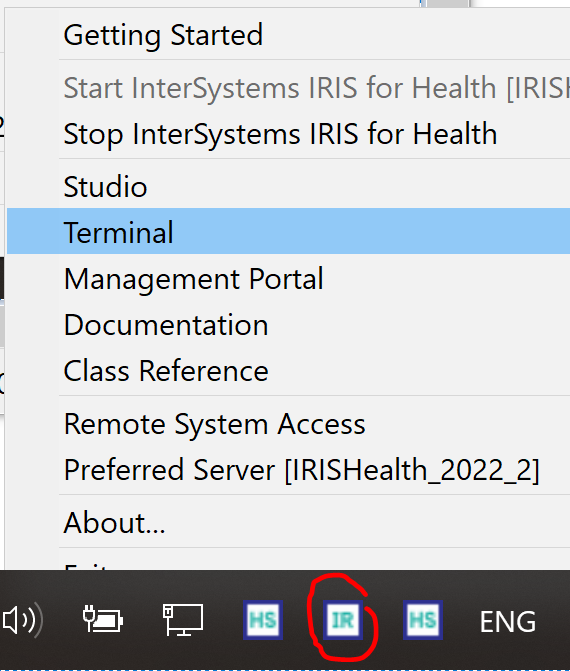 Getting Started
Start InterSystems IRIS for Health [IRISH
Stop InterSystems IRIS for Health
Studio
Terminal
Management Portal
Documentation
Class Reference
Remote System Access
Preferred Server [IRISHealth_2022_2]
About...
HS IR HS ENG